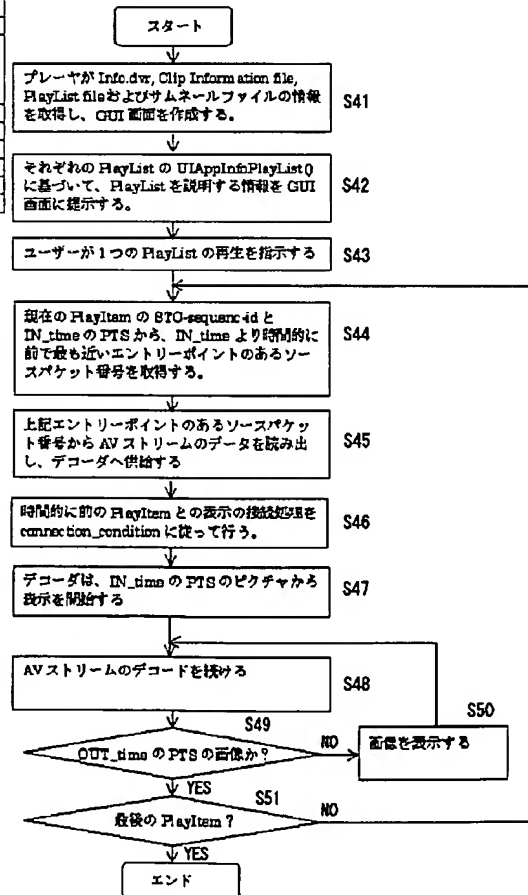 スタート
プレーヤが Info.dvr, Clip Information file,
PlayList fileおよびサムネールファイルの情報
を取得し、GUI 画面を作成する。
S41
それぞれの PlayList の UIAppInfoPlayList()
に基づいて、PlayList を説明する情報を GUI
画面に提示する。
S42
ユーザーが1つの PlayList の再生を指示する
S43
現在の PlayItem の STC-sequenc-id と
IN_time の PTS から、IN_time より時間的に
前で最も近いエントリーポイントのあるソー
スパケット番号を取得する。
S44
上記エントリーポイントのあるソースパケッ
ト番号から AV ストリームのデータを読み出
し、デコーダへ供給する
S45
時間的に前の PlayItem との表示の接続処理を
connection_condition に従って行う。
S46
デコーダは、IN_time の PTS のピクチャから
表示を開始する
S47
AV ストリームのデコードを続ける
S48
S49
OUT_time の PTS の画像か?
NO
S50
画像を表示する
YES
S51
最後の PlayItem ?
NO
YES
エンド